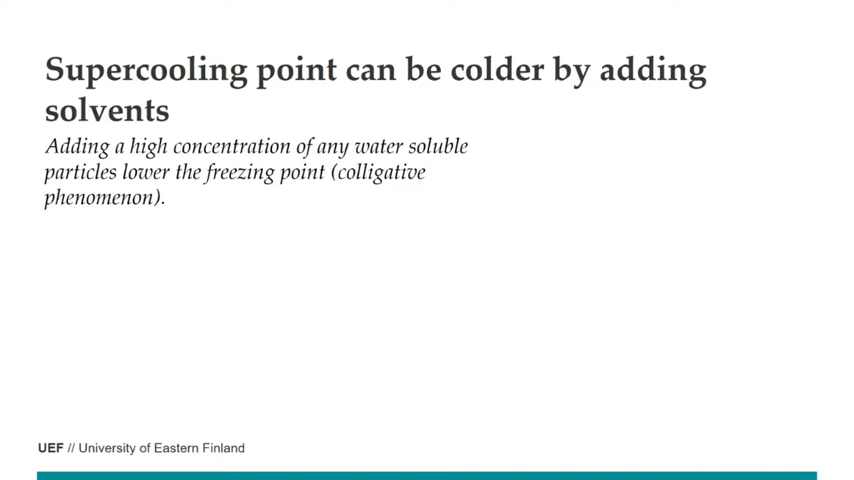 Supercooling point can be colder by adding
solvents
Adding a high concentration of any water soluble
particles lower the freezing point (colligative
phenomenon).
UEF // University of Eastern Finland